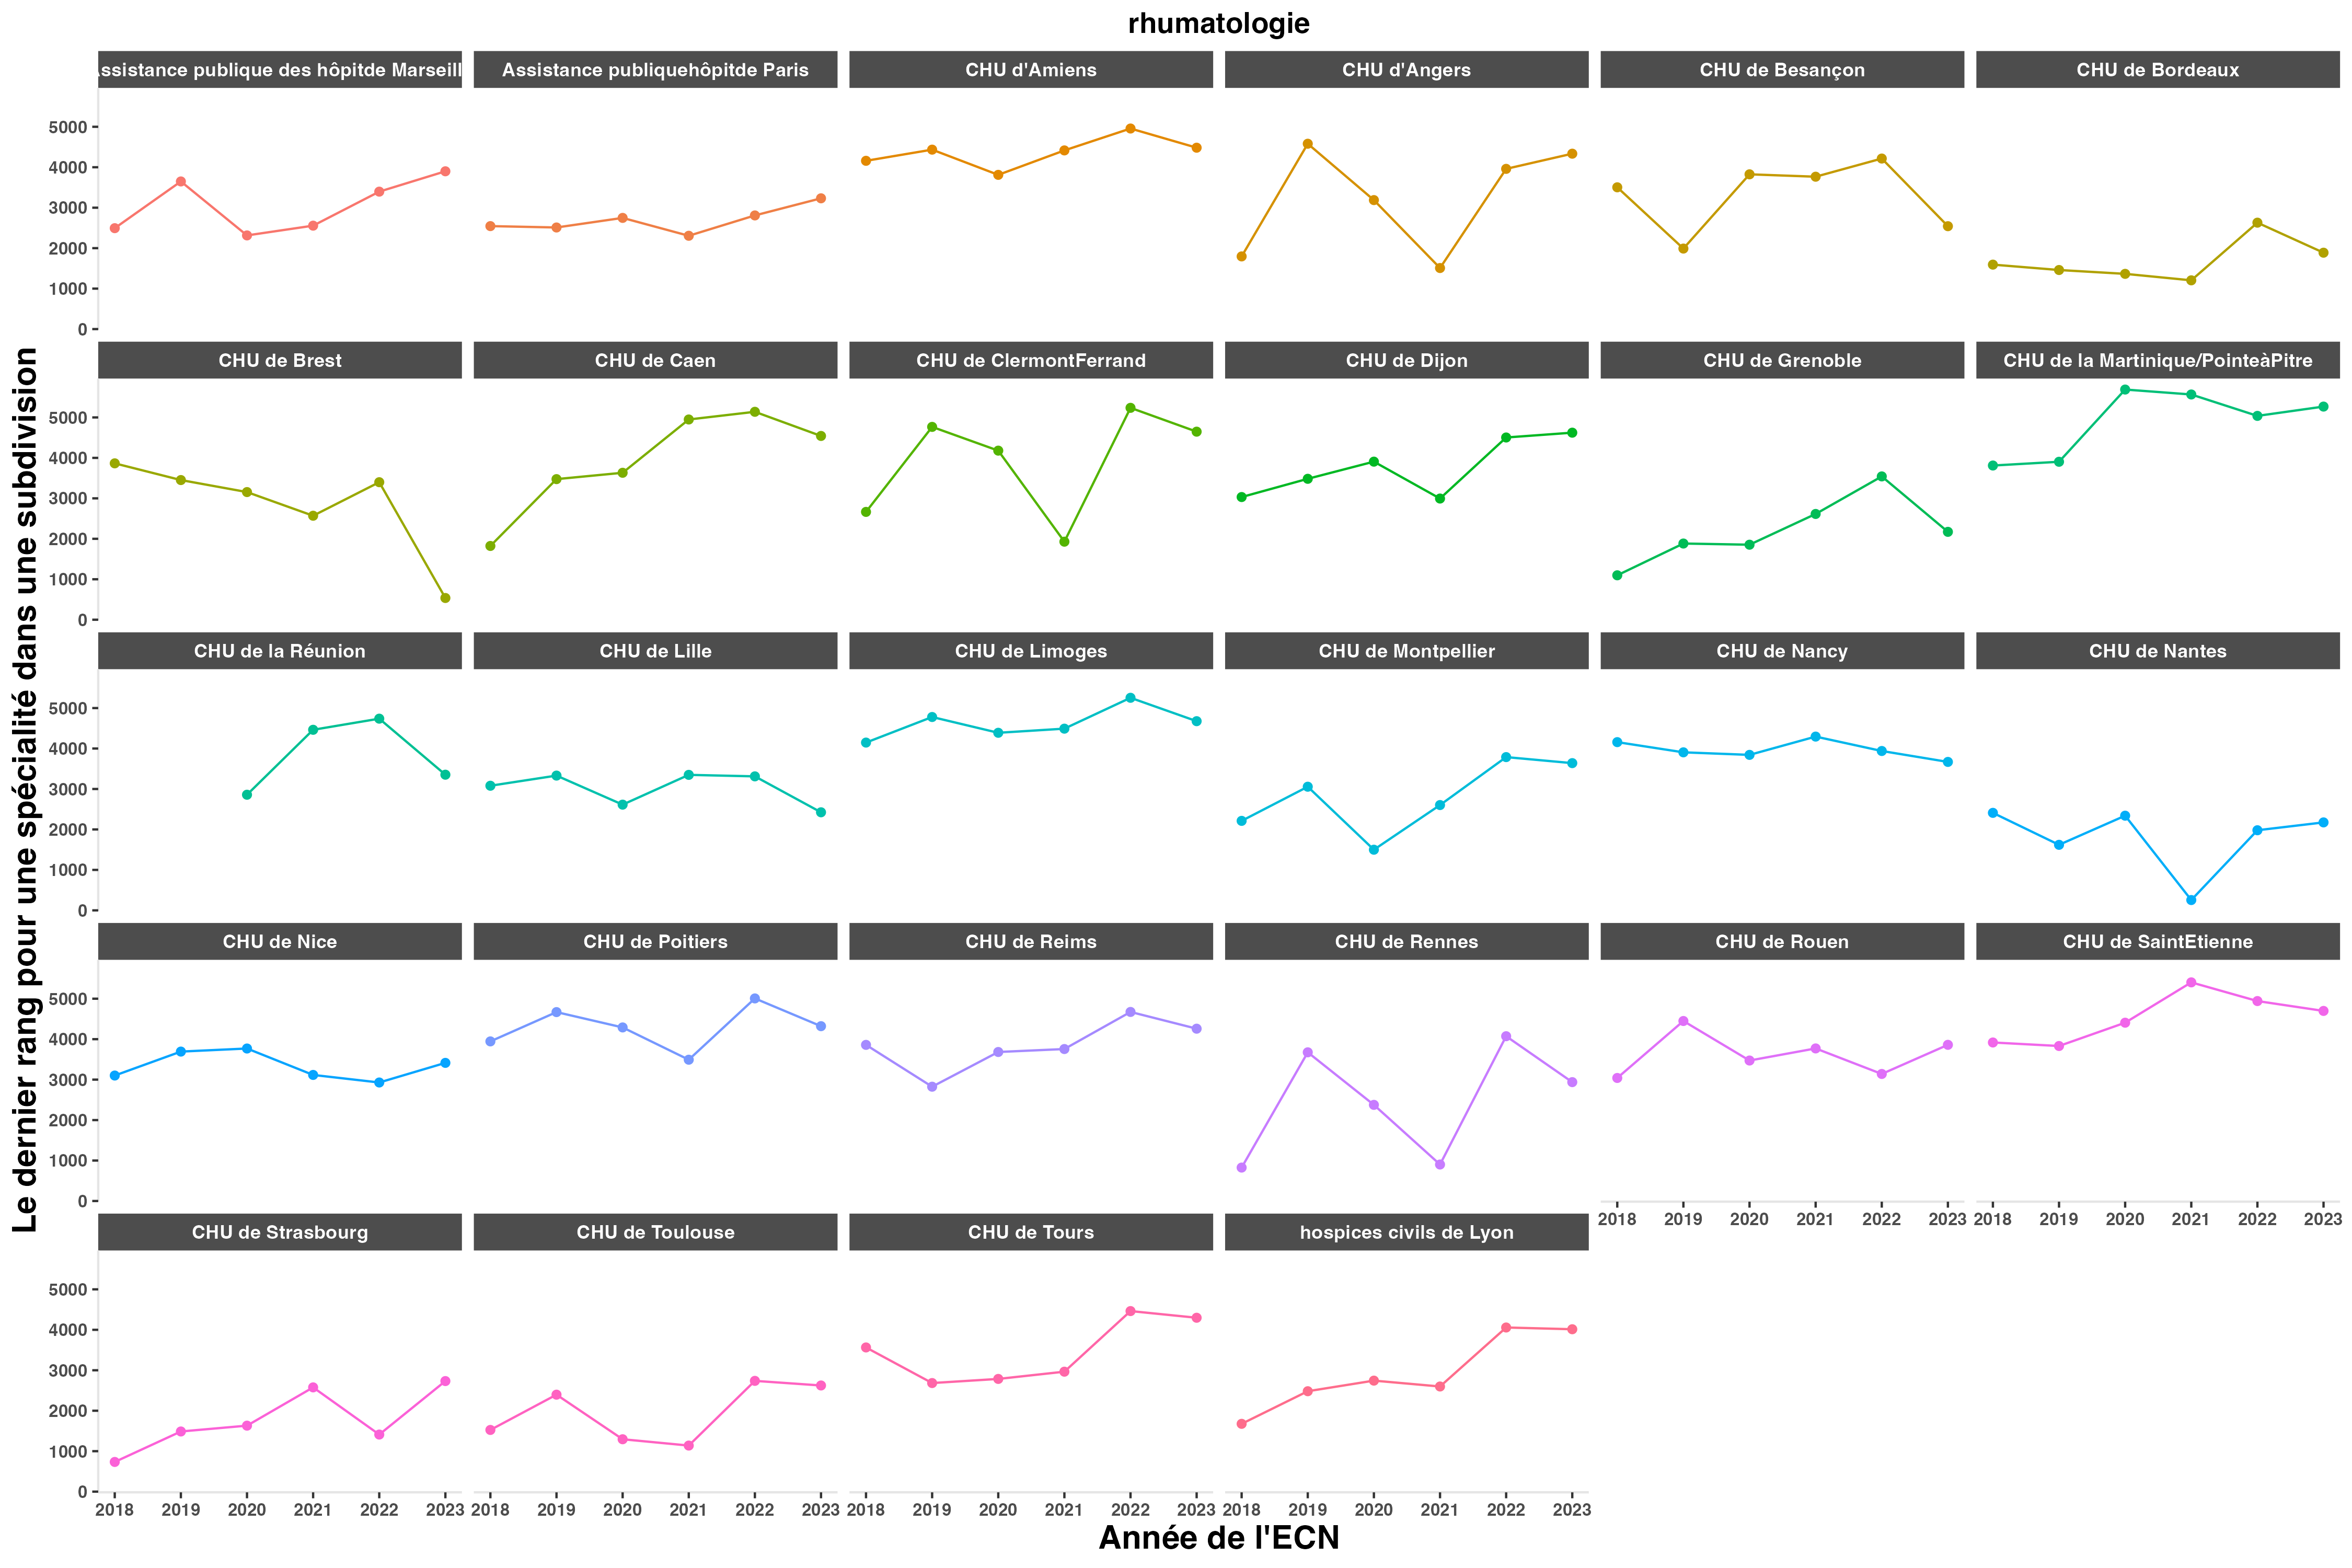 rhumatologie
ssistance publique des hôpitde Marseill
Assistance publiquehôpitde Paris
CHU d'Amiens
CHU d'Angers
CHU de Besançon
CHU de Bordeaux
5000
4000
3000
2000
1000
0
CHU de Brest
CHU de Caen
CHU de ClermontFerrand
CHU de Dijon
CHU de Grenoble
CHU de la Martinique/PointeàPitre
5000
4000
3000
2000
1000
0
CHU de la Réunion
CHU de Lille
CHU de Limoges
CHU de Montpellier
CHU de Nancy
CHU de Nantes
5000
4000
3000
2000
1000
0
CHU de Nice
CHU de Poitiers
CHU de Reims
CHU de Rennes
CHU de Rouen
CHU de SaintEtienne
5000
4000
3000
2000
1000
0
2018 2019 2020 2021 2022 2023
2018 2019 2020 2021 2022 2023
CHU de Strasbourg
CHU de Toulouse
CHU de Tours
hospices civils de Lyon
5000
4000
3000
2000
1000
0
2018 2019 2020 2021 2022 2023
2018 2019 2020 2021 2022 2023
2018 2019 2020 2021 2022 2023
2018 2019 2020 2021 2022 2023
Année de l'ECN
Le dernier rang pour une spécialité dans une subdivision